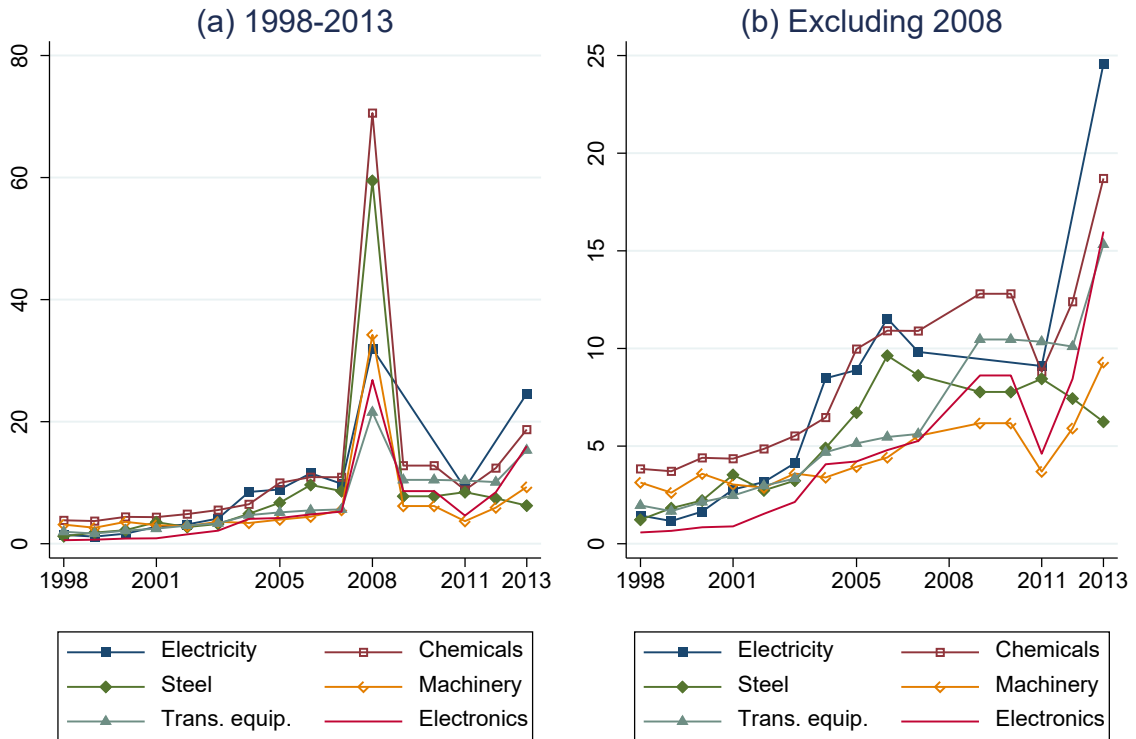 (a) 1998-2013
80
60
40
20
0
1998 2001 2005 2008 2011 2013
Electricity Chemicals
Steel Machinery
Trans. equip. Electronics
(b) Excluding 2008
25
20
15
10
5
0
1998 2001 2005 2008 2011 2013
Electricity Chemicals
Steel Machinery
Trans. equip. Electronics